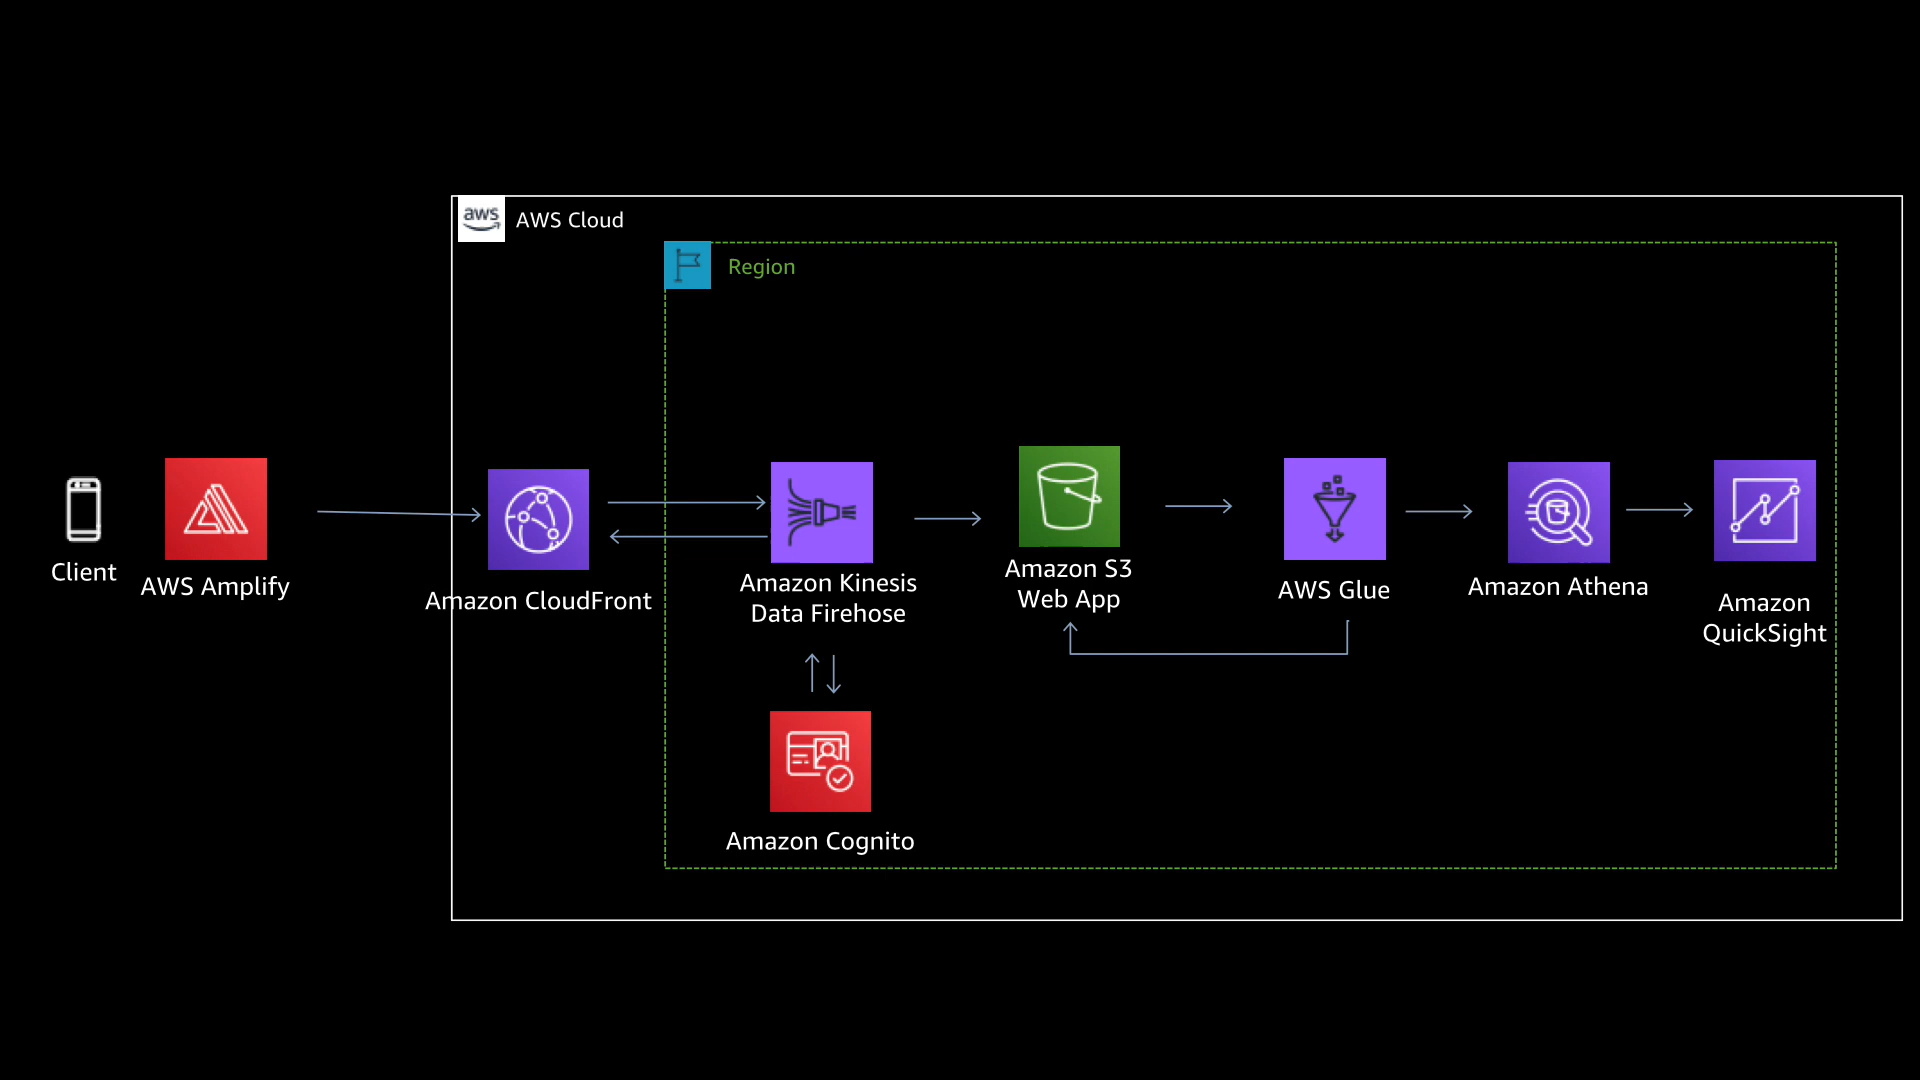 aws
AWS Cloud
Region
Client
AWS Amplify
Amazon CloudFront
Amazon Kinesis
Data Firehose
Amazon S3
Web App
AWS Glue
Amazon Athena
Amazon
QuickSight
Amazon Cognito